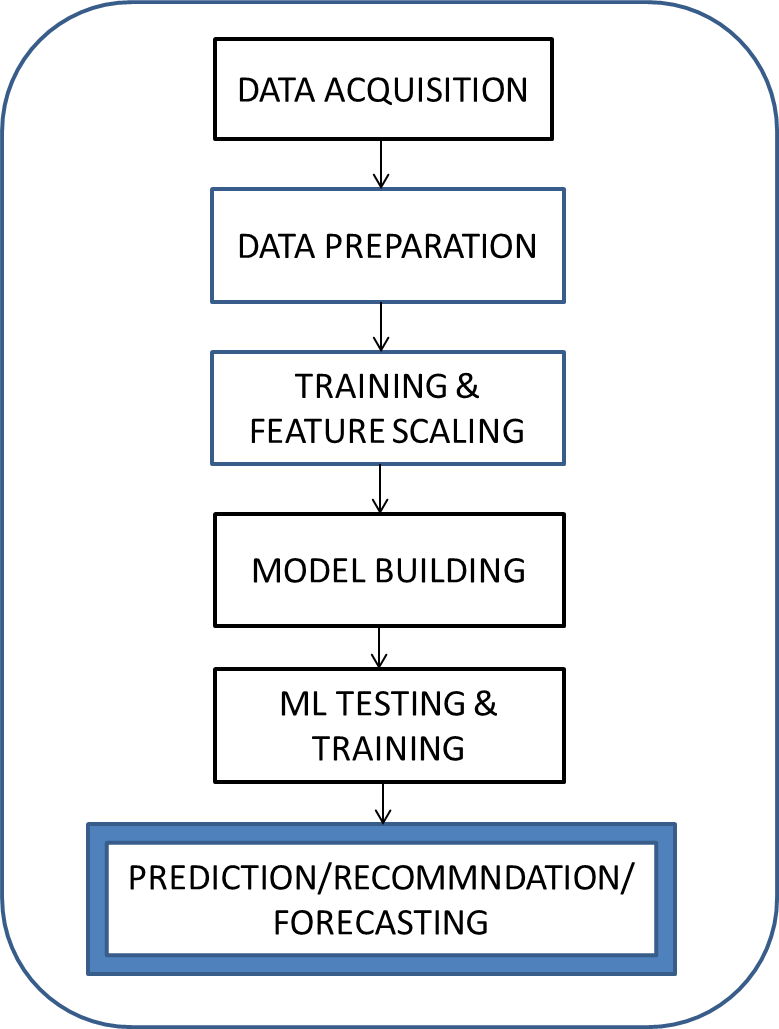 DATA ACQUISITION
DATA PREPARATION
TRAINING &
FEATURE SCALING
MODEL BUILDING
ML TESTING &
TRAINING
PREDICTION/RECOMMNDATION/
FORECASTING